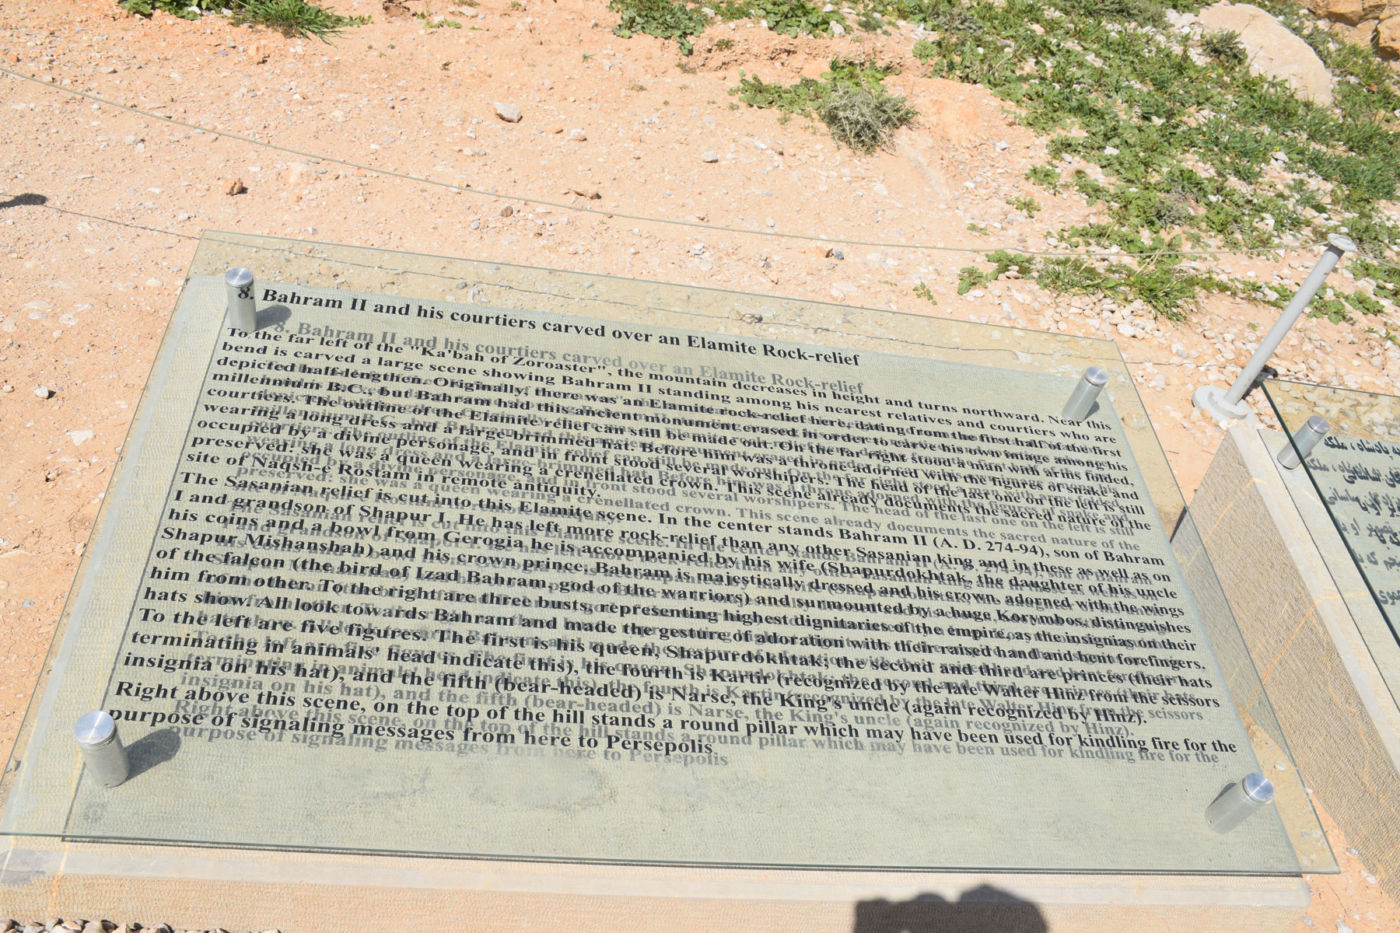 8. Bahram II and his courtiers carved over an Elamite Rock-relief
To the far left of the "Ka'bah of Zoroaster", the mountain decreases in height and turns northward. Near this
bend is carved a large scene showing Bahram II standing among his nearest relatives and courtiers who are
depicted half-lengthen. Originally, there was an Elamite rock-relief here, dating from the first half of the first
millennium B.C., but Bahram had this ancient monument erased in order to carve his own image among his
courtiers. The outline of the Elamite relief can still be made out. On the far right stood a man with arms folded.
wearing a long dress and a large-brimmed hat. Before him was a throne adorned with the figures of snake and
occupied by a divine personage, and in front stood several worshipers. The head of the last one on the left is still
preserved: she was a queen wearing a crenellated crown. This scene already documents the sacred nature of the
site of Naqsh-e Rostam in remote antiquity.
The Sasanian relief is cut into this Elamite scene. In the center stands Bahram II (A. D. 274-94), son of Bahram
I and grandson of Shapur I. He has left more rock-relief than any other Sasanian king and in these as well as on
his coins and a bowl from Gerogia he is accompanied by his wife (Shapurdokhtak, the daughter of his uncle
Shapur Mishanshah) and his crown prince. Bahram is majestically dressed and his crown, adorned with the wings
of the falcon (the bird of Izad Bahram, god of the warriors) and surmounted by a huge Korymbos, distinguishes
him from other. To the right are three busts, representing highest dignitaries of the empire, as the insignias on their
hats show. All look towards Bahram and made the gesture of adoration with their raised hand and bent forefingers.
To the left are five figures. The first is his queen, Shapurdokhtak; the second and third are princes (their hats
terminating in animals' head indicate this), the fourth is Kartir (recognized by the late Walter Hinz from the scissors
insignia on his hat), and the fifth (bear-headed) is Narse, the King's uncle (again recognized by Hinz).
Right above this scene, on the top of the hill stands a round pillar which may have been used for kindling fire for the
purpose of signaling messages from here to Persepolis.